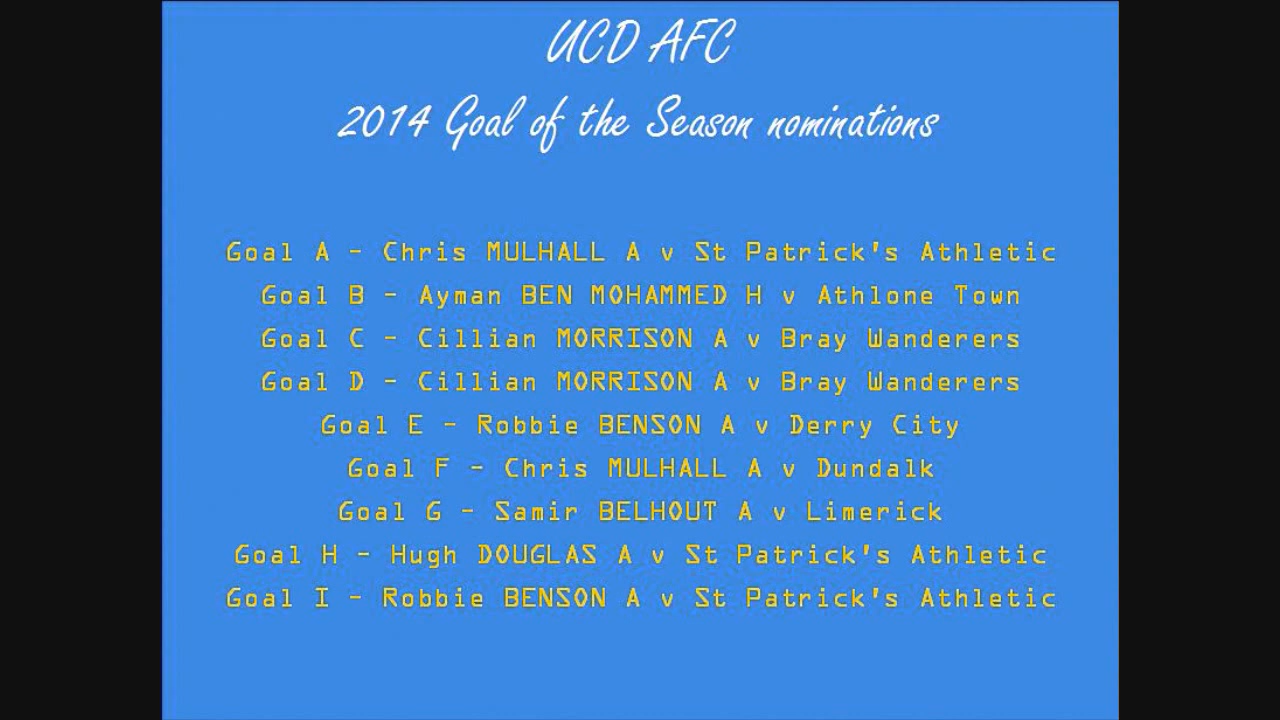 UCD AFC
2014 Goal of the Season nominations
Goal A - Chris MULHALL A v St Patrick's Athletic
Goal B - Ayman BEN MOHAMMED H v Athlone Town
Goal C - Cillian MORRISON A v Bray Wanderers
Goal D - Cillian MORRISON A v Bray Wanderers
Goal E - Robbie BENSON A v Derry City
Goal F - Chris MULHALL A v Dundalk
Goal G - Samir BELHOUT A v Limerick
Goal H - Hugh DOUGLAS A v St Patrick's Athletic
Goal I - Robbie BENSON A v St Patrick's Athletic